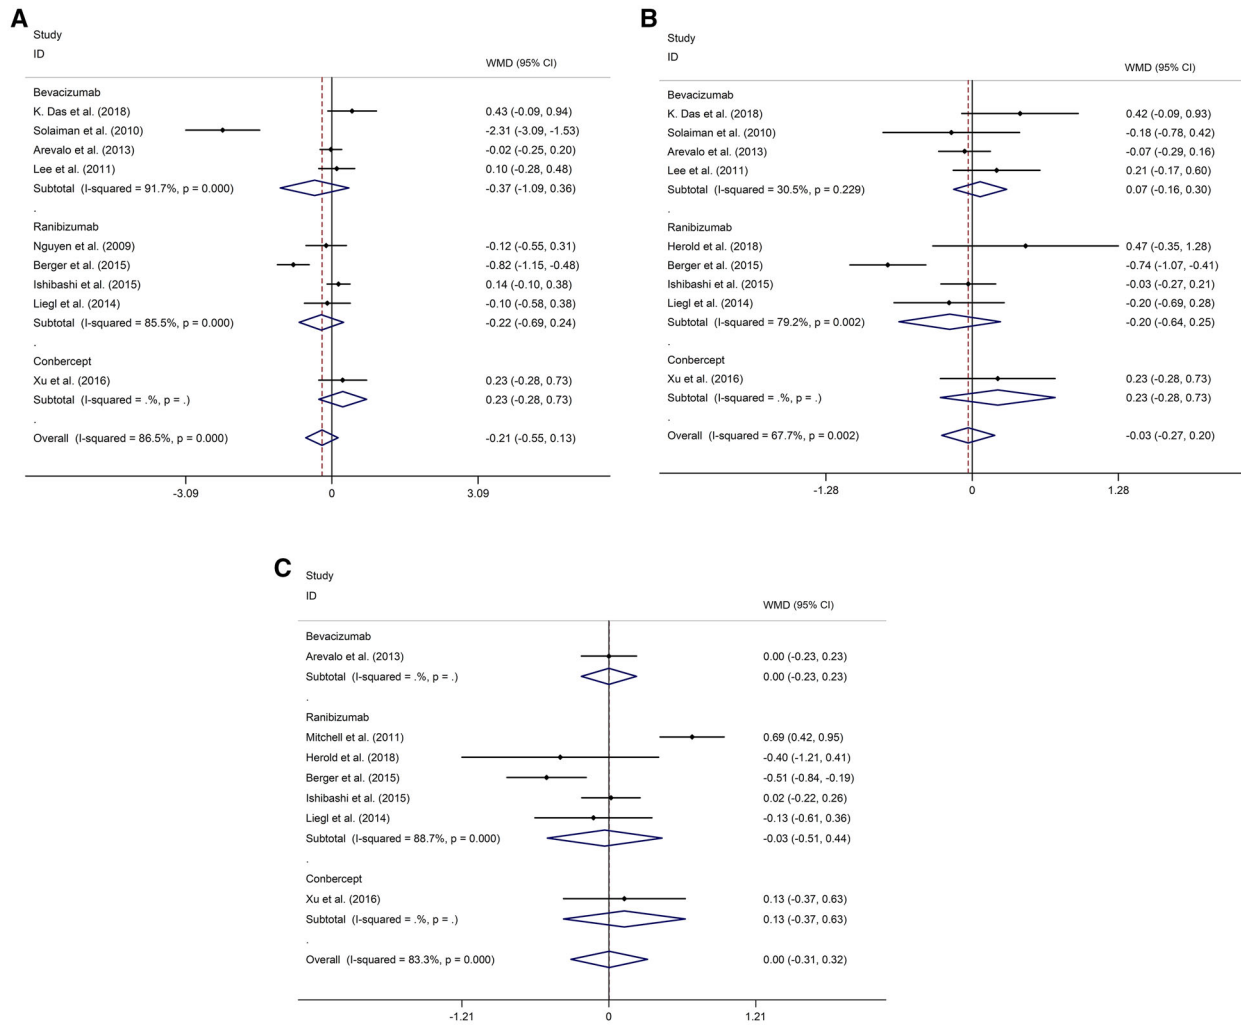 A
Study
ID
WMD (95% CI)
Bevacizumab
K. Das et al. (2018) 0.43 (-0.09, 0.94)
Solaiman et al. (2010) -2.31 (-3.09, -1.53)
Arevalo et al. (2013) -0.02 (-0.25, 0.20)
Lee et al. (2011) 0.10 (-0.28, 0.48)
Subtotal (I-squared = 91.7%, p = 0.000) -0.37 (-1.09, 0.36)
.
Ranibizumab
Nguyen et al. (2009) -0.12 (-0.55, 0.31)
Berger et al. (2015) -0.82 (-1.15, -0.48)
Ishibashi et al. (2015) 0.14 (-0.10, 0.38)
Liegl et al. (2014) -0.10 (-0.58, 0.38)
Subtotal (I-squared = 85.5%, p = 0.000) -0.22 (-0.69, 0.24)
.
Conbercept
Xu et al. (2016) 0.23 (-0.28, 0.73)
Subtotal (I-squared = .%, p = .) 0.23 (-0.28, 0.73)
.
Overall (I-squared = 86.5%, p = 0.000) -0.21 (-0.55, 0.13)
-3.09 0 3.09
B
Study
ID
WMD (95% CI)
Bevacizumab
K. Das et al. (2018) 0.42 (-0.09, 0.93)
Solaiman et al. (2010) -0.18 (-0.78, 0.42)
Arevalo et al. (2013) -0.07 (-0.29, 0.16)
Lee et al. (2011) 0.21 (-0.17, 0.60)
Subtotal (I-squared = 30.5%, p = 0.229) 0.07 (-0.16, 0.30)
.
Ranibizumab
Herold et al. (2018) 0.47 (-0.35, 1.28)
Berger et al. (2015) -0.74 (-1.07, -0.41)
Ishibashi et al. (2015) -0.03 (-0.27, 0.21)
Liegl et al. (2014) -0.20 (-0.69, 0.28)
Subtotal (I-squared = 79.2%, p = 0.002) -0.20 (-0.64, 0.25)
.
Conbercept
Xu et al. (2016) 0.23 (-0.28, 0.73)
Subtotal (I-squared = .%, p = .) 0.23 (-0.28, 0.73)
.
Overall (I-squared = 67.7%, p = 0.002) -0.03 (-0.27, 0.20)
-1.28 0 1.28
C
Study
ID
WMD (95% CI)
Bevacizumab
Arevalo et al. (2013) 0.00 (-0.23, 0.23)
Subtotal (I-squared = .%, p = .) 0.00 (-0.23, 0.23)
.
Ranibizumab
Mitchell et al. (2011) 0.69 (0.42, 0.95)
Herold et al. (2018) -0.40 (-1.21, 0.41)
Berger et al. (2015) -0.51 (-0.84, -0.19)
Ishibashi et al. (2015) 0.02 (-0.22, 0.26)
Liegl et al. (2014) -0.13 (-0.61, 0.36)
Subtotal (I-squared = 88.7%, p = 0.000) -0.03 (-0.51, 0.44)
.
Conbercept
Xu et al. (2016) 0.13 (-0.37, 0.63)
Subtotal (I-squared = .%, p = .) 0.13 (-0.37, 0.63)
.
Overall (I-squared = 83.3%, p = 0.000) 0.00 (-0.31, 0.32)
-1.21 0 1.21